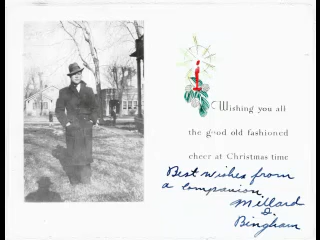 Wishing you all
the good old fashioned
cheer at Christmas time
Best wishes from
a companion,
Millard
D.
Bingham